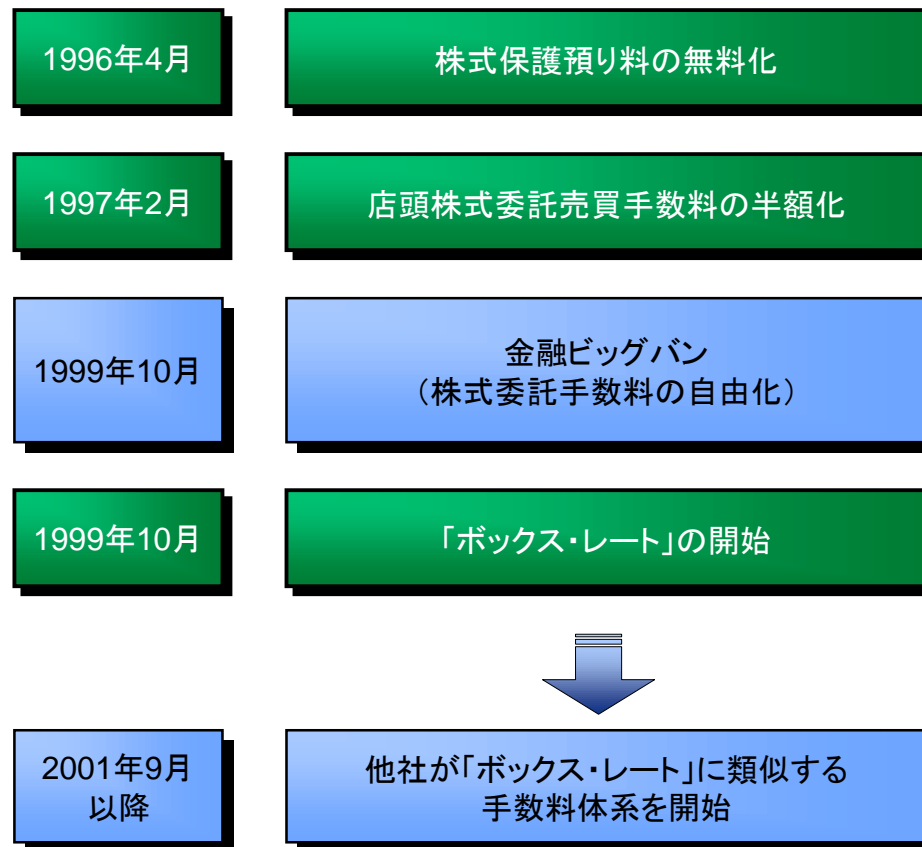 1996年4月
株式保護預り料の無料化
1997年2月
店頭株式委託売買手数料の半額化
1999年10月
金融ビッグバン
（株式委託手数料の自由化）
1999年10月
「ボックス・レート」の開始
2001年9月
以降
他社が「ボックス・レート」に類似する
手数料体系を開始